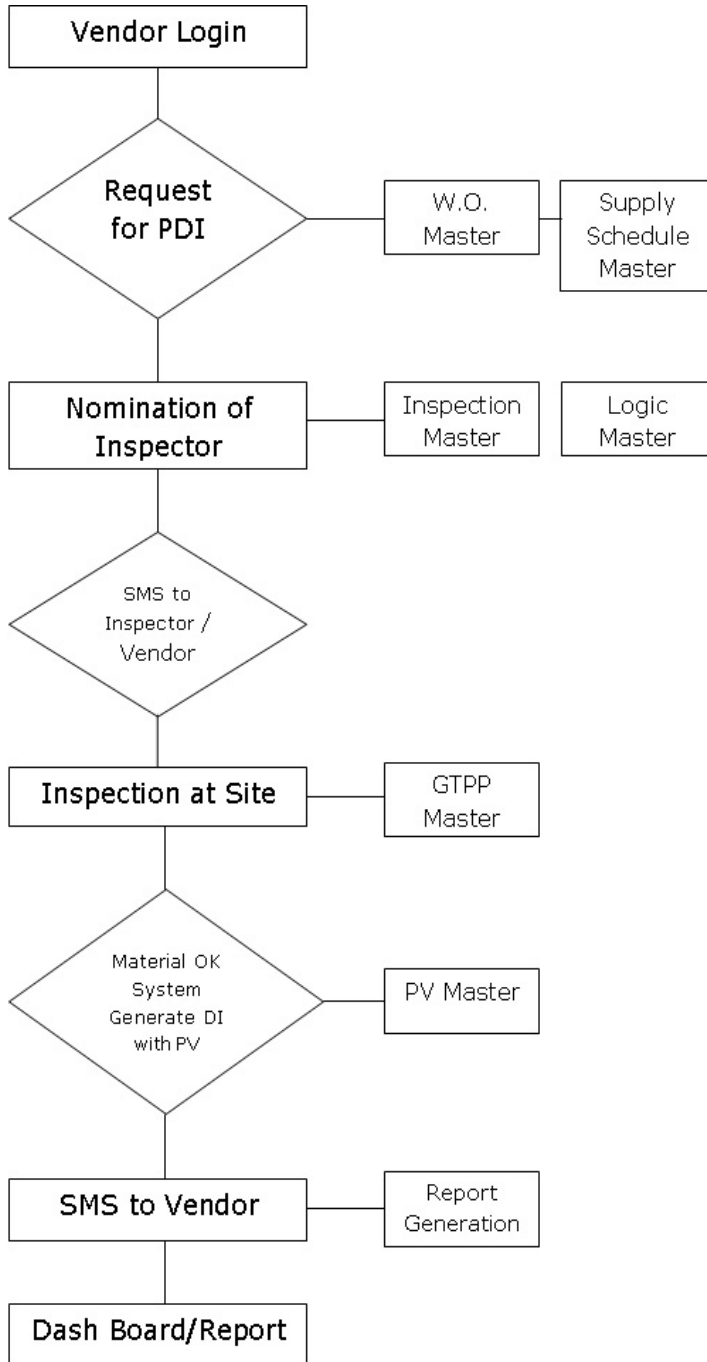 Vendor Login
Request
for PDI
W.O.
Master
Supply
Schedule
Master
Nomination of
Inspector
Inspection
Master
Logic
Master
SMS to
Inspector /
Vendor
Inspection at Site
GTPP
Master
Material OK
System
Generate DI
with PV
PV Master
SMS to Vendor
Report
Generation
Dash Board/Report